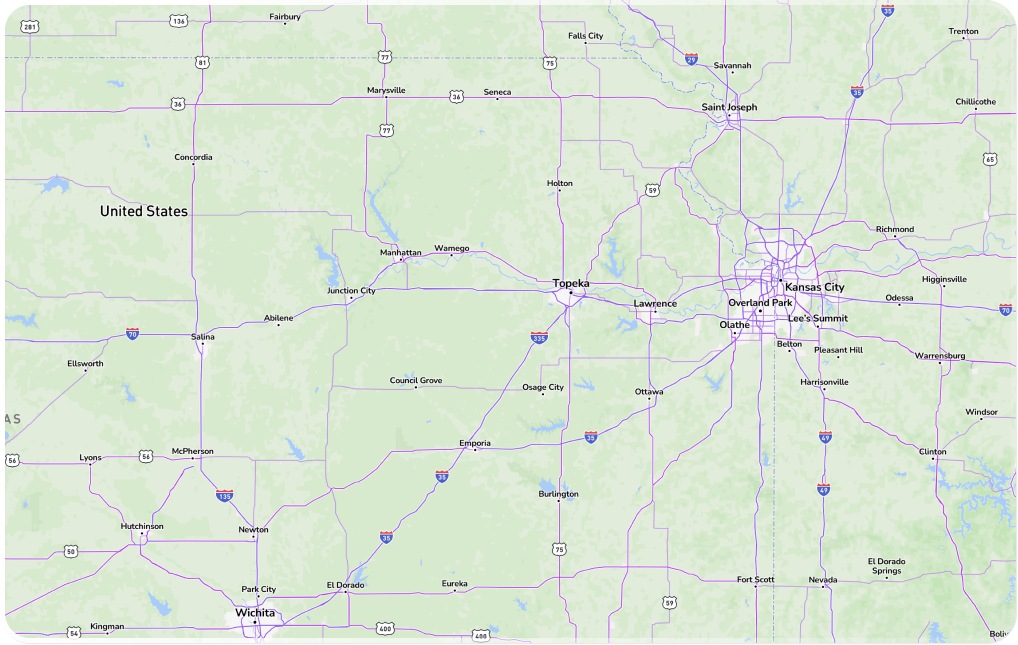 281
136
Fairbury
81
77
Falls City
75
29
Savannah
35
Trenton
36
Marysville
36
Seneca
35
Saint Joseph
Chillicothe
77
Concordia
65
Holton
59
United States
Manhattan
Wamego
Richmond
Junction City
Topeka
Lawrence
Kansas City
Overland Park
Higginsville
Odessa
70
Abilene
70
Salina
335
Olathe
Lee's Summit
Belton
Pleasant Hill
Warrensburg
Ellsworth
Council Grove
Osage City
Ottawa
Harrisonville
AS
Windsor
56
Lyons
56
McPherson
Emporia
35
35
49
Clinton
135
Burlington
49
Hutchinson
Newton
35
50
75
El Dorado
Springs
Park City
El Dorado
Eureka
Fort Scott
Nevada
Wichita
59
54
Kingman
400
400
Boliv